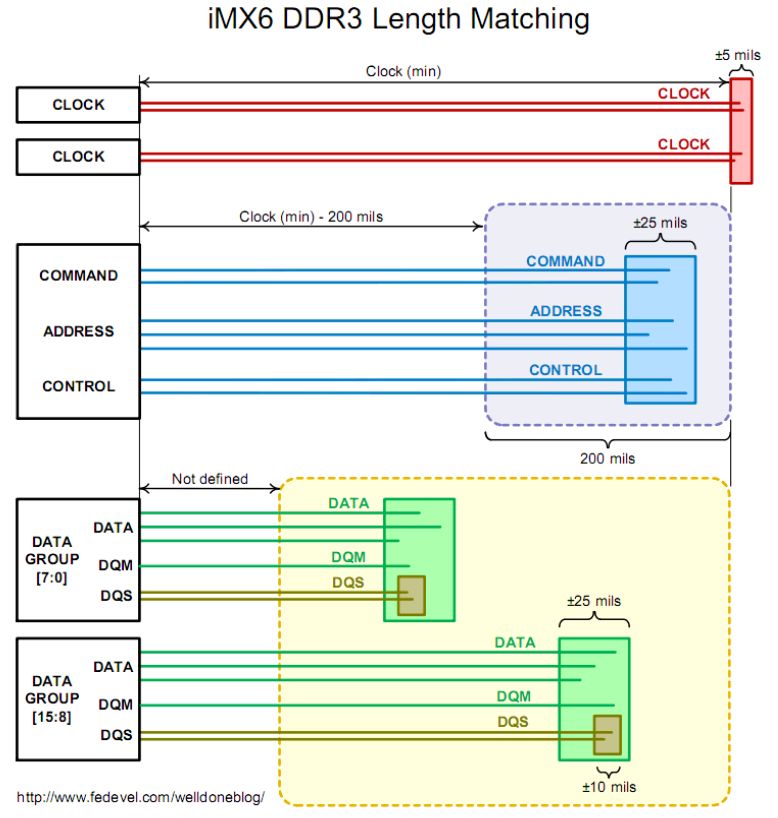 iMX6 DDR3 Length Matching
±5 mils
Clock (min)
CLOCK
CLOCK
CLOCK
CLOCK
Clock (min) - 200 mils
±25 mils
COMMAND
COMMAND
ADDRESS
ADDRESS
CONTROL
CONTROL
200 mils
Not defined
DATA
DATA
DATA
GROUP
[7:0]
DQM
DQM
DQS
DQS
±25 mils
DATA
DATA
DATA
GROUP
[15:8]
DQM
DQM
DQS
DQS
±10 mils
http://www.fedevel.com/welldoneblog/